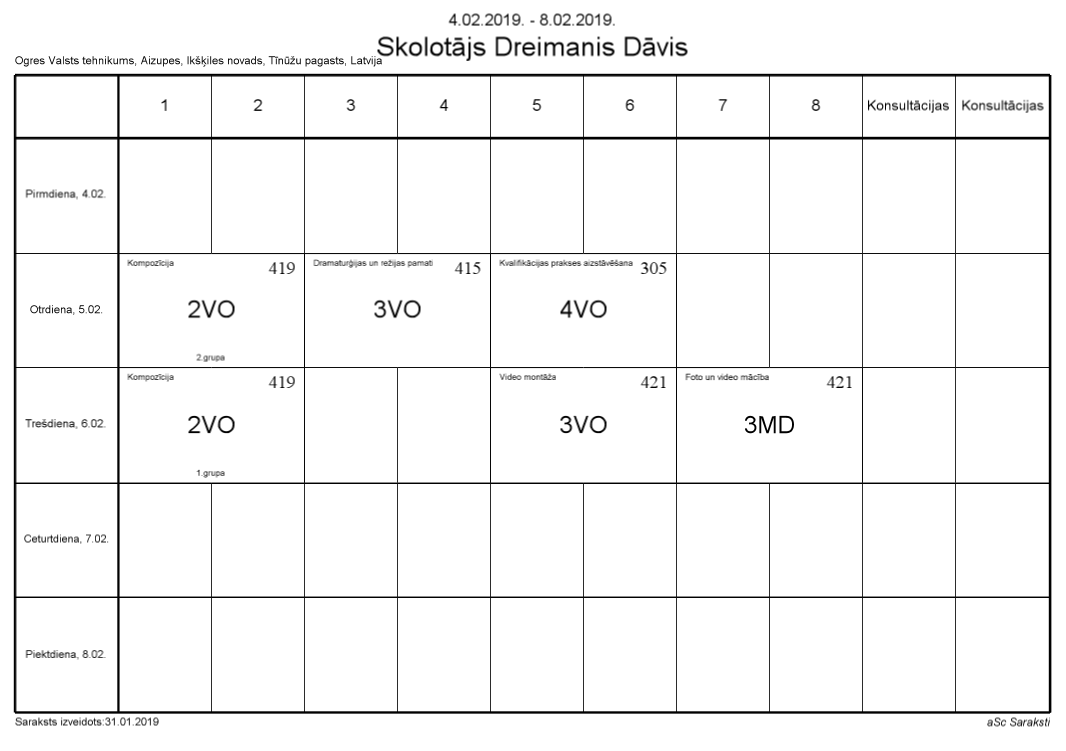 4.02.2019. - 8.02.2019.
Skolotājs Dreimanis Dāvis
Ogres Valsts tehnikums, Aizupes, Ikšķiles novads, Tīnūžu pagasts, Latvija
1 2 3 4 5 6 7 8 Konsultācijas Konsultācijas
Pirmdiena, 4.02.
Kompozīcija 419 Dramaturģijas un režijas pamati 415 Kvalifikācijas prakses aizstāvēšana 305
Otrdiena, 5.02. 2VO 3VO 4VO
2.grupa
Kompozīcija 419 Video montāža 421 Foto un video mācība 421
Trešdiena, 6.02. 2VO 3VO 3MD
1.grupa
Ceturtdiena, 7.02.
Piektdiena, 8.02.
Saraksts izveidots:31.01.2019 aSc Saraksti